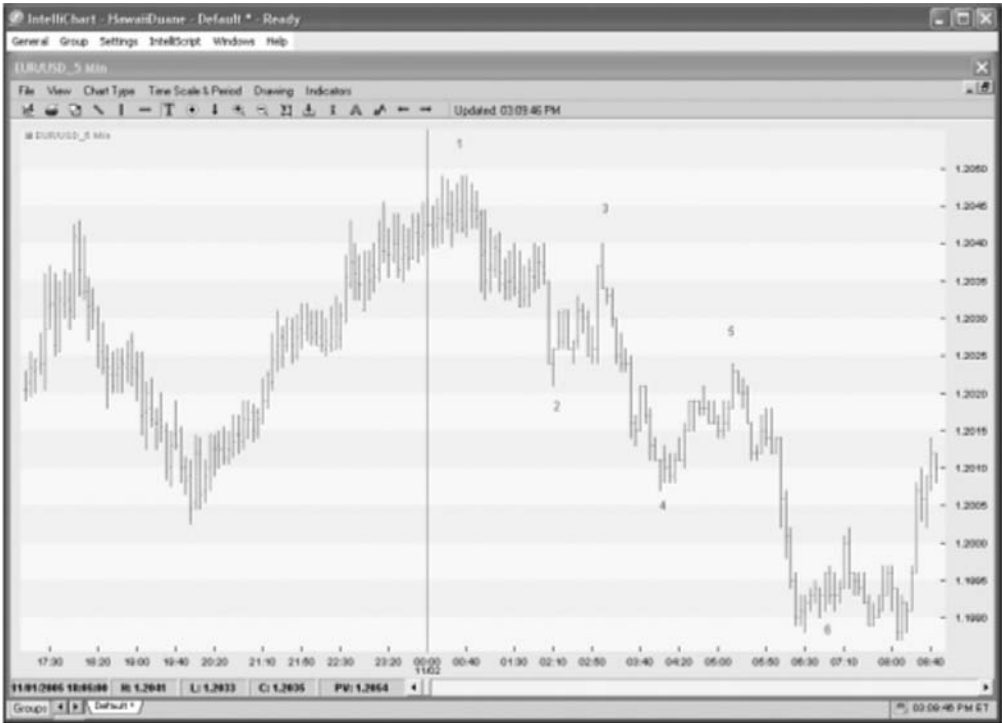 IntelliChart - HawaiiDuane - Default * - Ready
General Group Settings IntelliScript Windows Help
EUR/USD_5 Min
File View Chart Type Time Scale & Period Drawing Indicators
Updated: 03:09:46 PM
EUR/USD_5 Min
1
3
5
2
4
6
1.2050
1.2045
1.2040
1.2035
1.2030
1.2025
1.2020
1.2015
1.2010
1.2005
1.2000
1.1995
1.1990
17:30 18:20 19:00 19:40 20:20 21:10 21:50 22:30 23:20 00:00 00:40 01:30 02:10 02:50 03:40 04:20 05:00 05:50 06:30 07:10 08:00 08:40
11/02
11/01/2005 18:05:00 H: 1.2041 L: 1.2033 C: 1.2035 PV: 1.2054
Groups Default * 03:09:46 PM ET